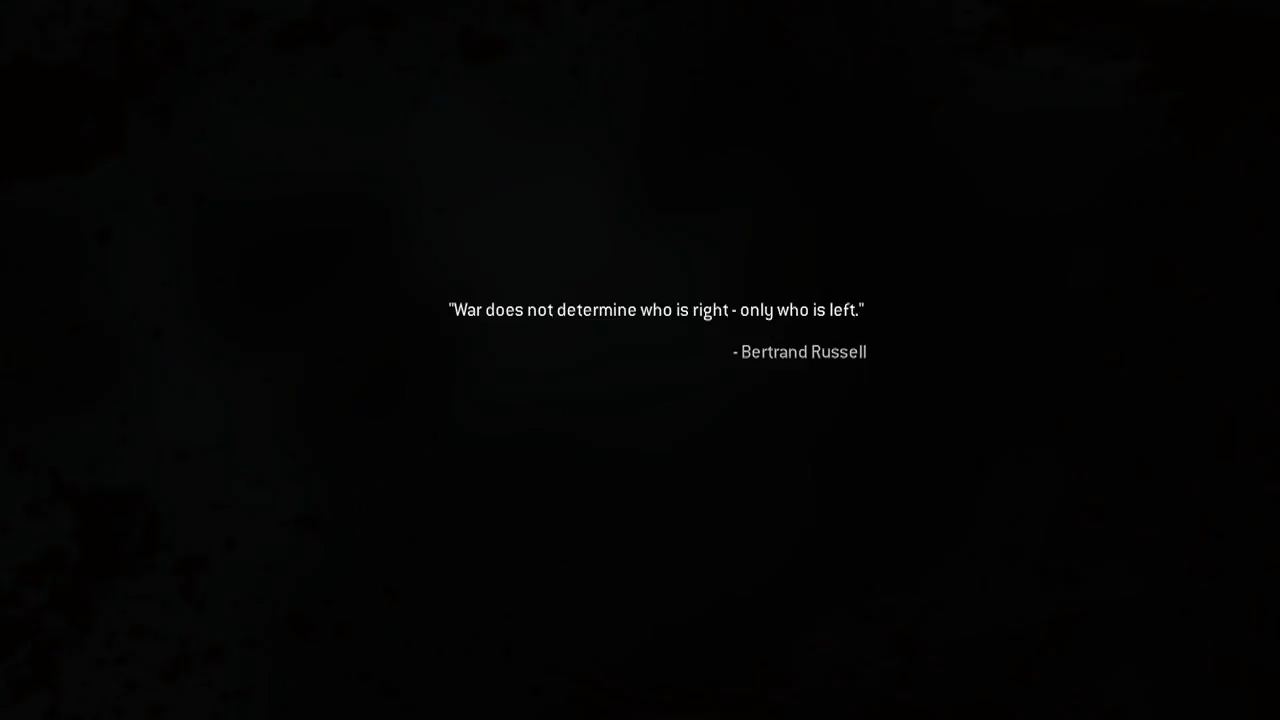 "War does not determine who is right - only who is left."
- Bertrand Russell